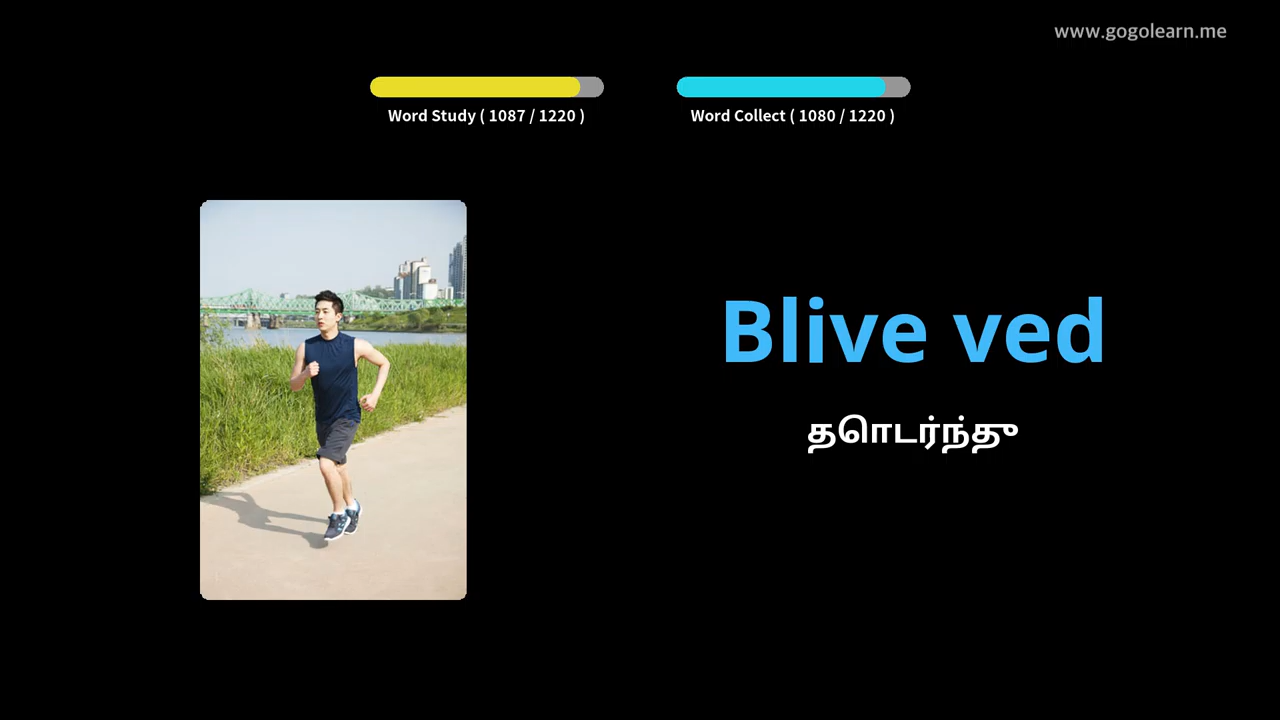 www.gogolearn.me
Word Study ( 1087 / 1220 )
Word Collect ( 1080 / 1220 )
Blive ved
தொடர்ந்து